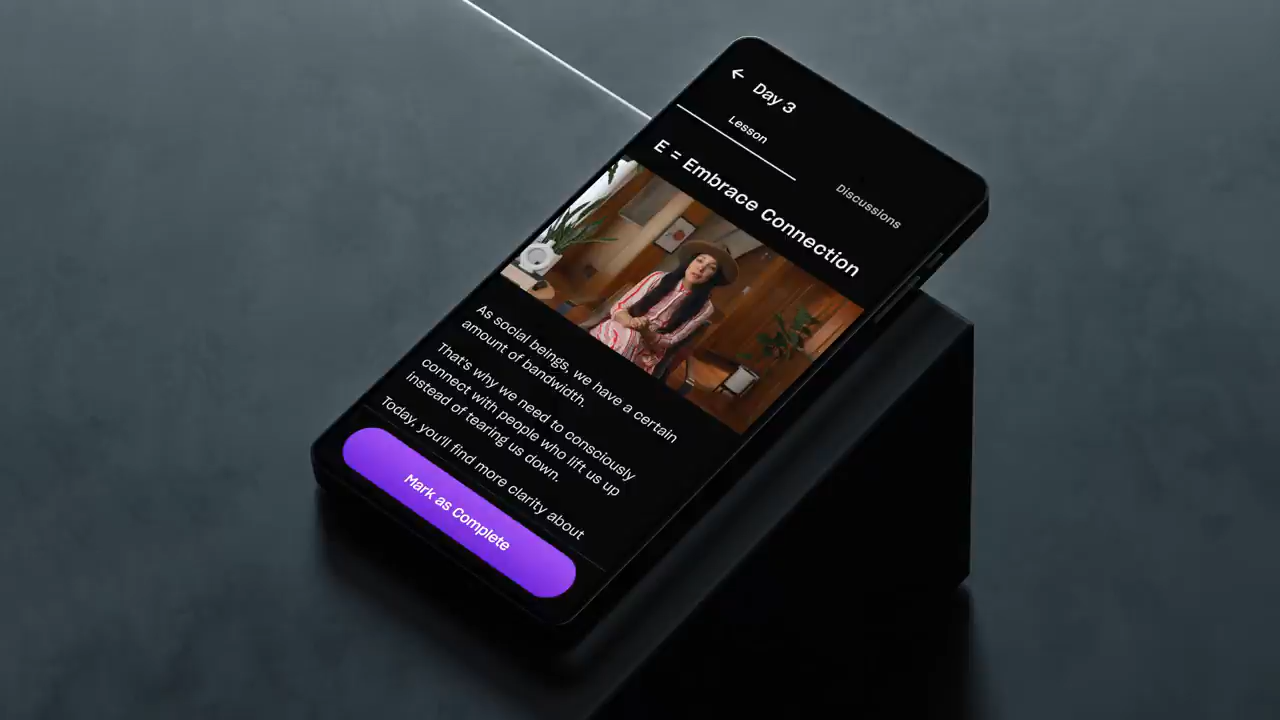 Day 3
Lesson
Discussions
E = Embrace Connection
As social beings, we have a certain
amount of bandwidth.
That's why we need to consciously
connect with people who lift us up
instead of tearing us down.
Today, you'll find more clarity about
Mark as Complete